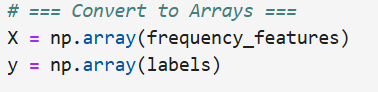 # === Convert to Arrays ===
X = np.array(frequency_features)
y = np.array(labels)